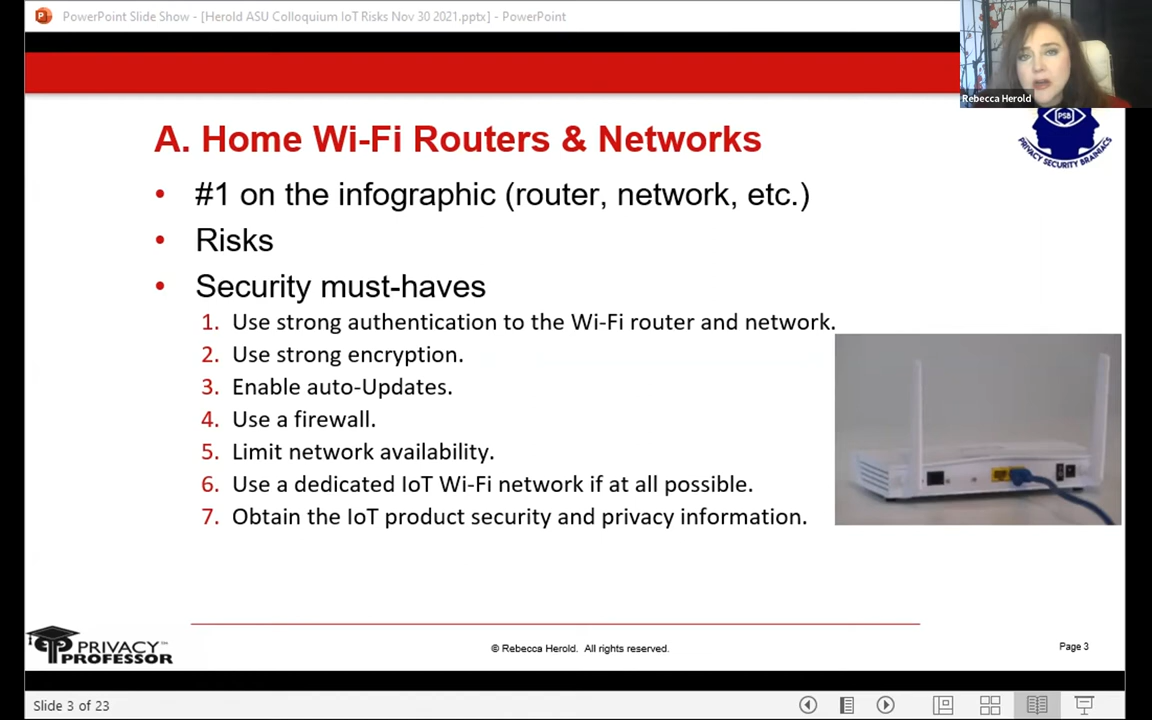 PowerPoint Slide Show - [Herold ASU Colloquium IoT Risks Nov 30 2021.pptx] - PowerPoint
Rebecca Herold
PSB
PRIVACY SECURITY BRAINIACS
A. Home Wi-Fi Routers & Networks
• #1 on the infographic (router, network, etc.)
• Risks
• Security must-haves
1. Use strong authentication to the Wi-Fi router and network.
2. Use strong encryption.
3. Enable auto-Updates.
4. Use a firewall.
5. Limit network availability.
6. Use a dedicated IoT Wi-Fi network if at all possible.
7. Obtain the IoT product security and privacy information.
PRIVACY
PROFESSOR
© Rebecca Herold. All rights reserved.
Page 3
Slide 3 of 23